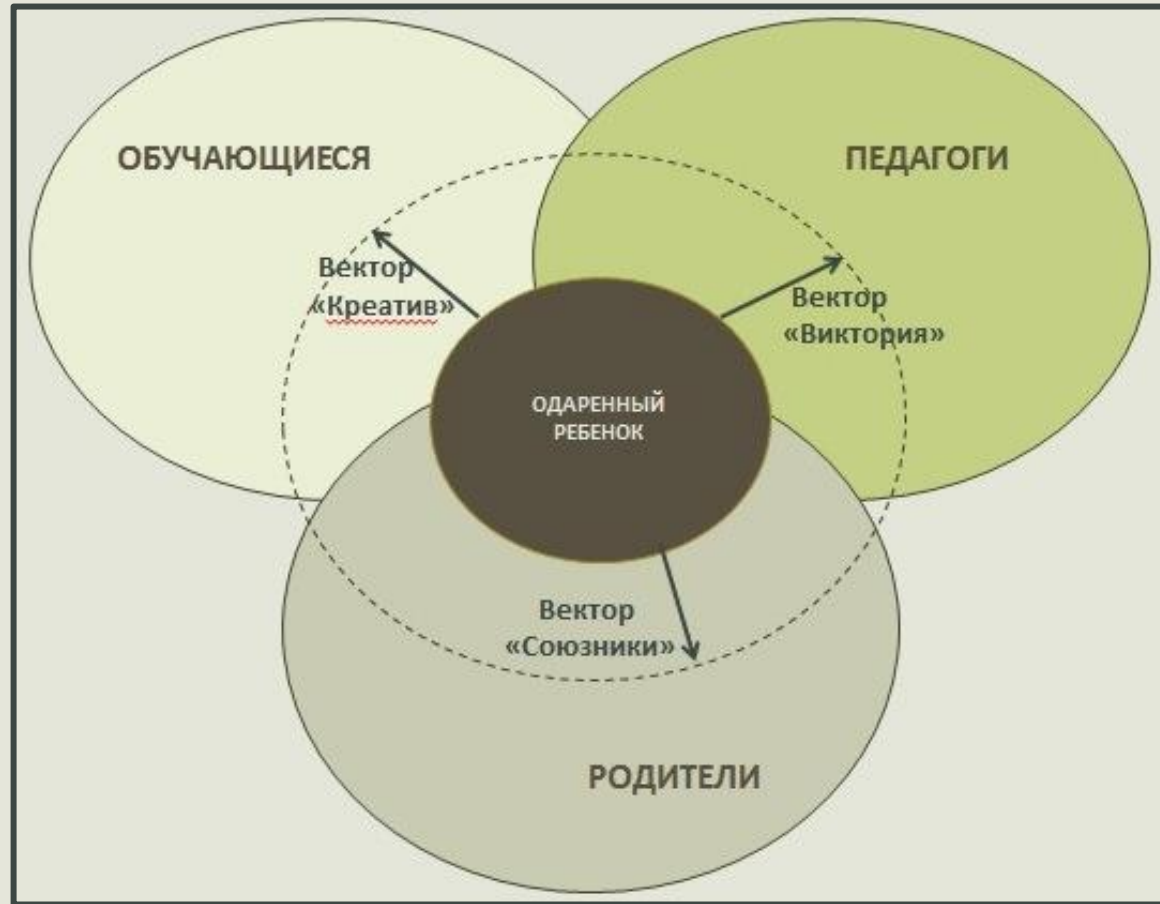 ОБУЧАЮЩИЕСЯ
ПЕДАГОГИ
Вектор
«Креатив»
Вектор
«Виктория»
ОДАРЕННЫЙ
РЕБЕНОК
Вектор
«Союзники»
РОДИТЕЛИ